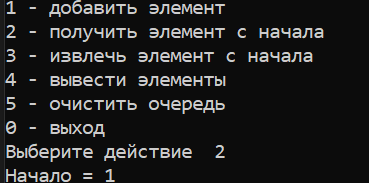 1 - добавить элемент
2 - получить элемент с начала
3 - извлечь элемент с начала
4 - вывести элементы
5 - очистить очередь
0 - выход
Выберите действие  2
Начало = 1